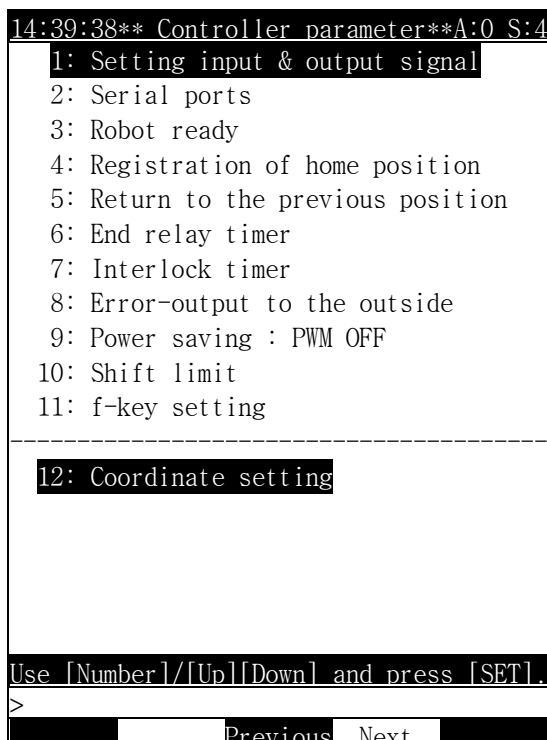 14:39:38** Controller parameter**A:0 S:4
1: Setting input & output signal
2: Serial ports
3: Robot ready
4: Registration of home position
5: Return to the previous position
6: End relay timer
7: Interlock timer
8: Error-output to the outside
9: Power saving : PWM OFF
10: Shift limit
11: f-key setting
----------------------------------------
12: Coordinate setting
Use [Number]/[Up][Down] and press [SET].
>
Previous Next